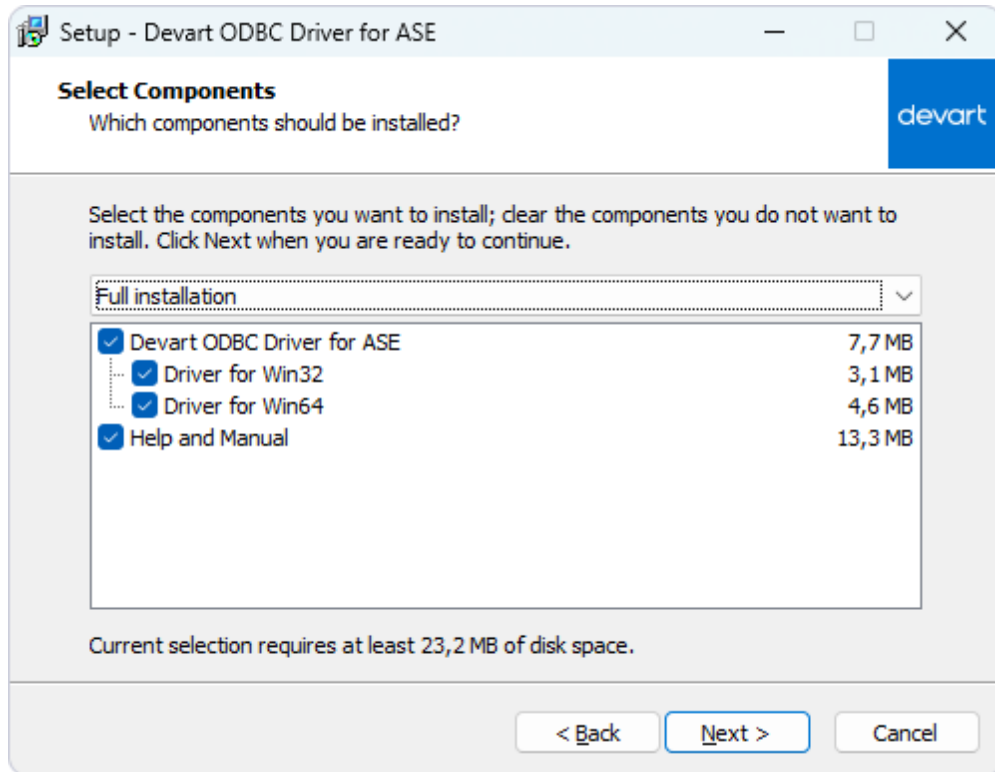 Setup - Devart ODBC Driver for ASE
Select Components
Which components should be installed?
devart
Select the components you want to install; clear the components you do not want to
install. Click Next when you are ready to continue.
Full installation
Devart ODBC Driver for ASE 7,7 MB
Driver for Win32 3,1 MB
Driver for Win64 4,6 MB
Help and Manual 13,3 MB
Current selection requires at least 23,2 MB of disk space.
< Back Next > Cancel